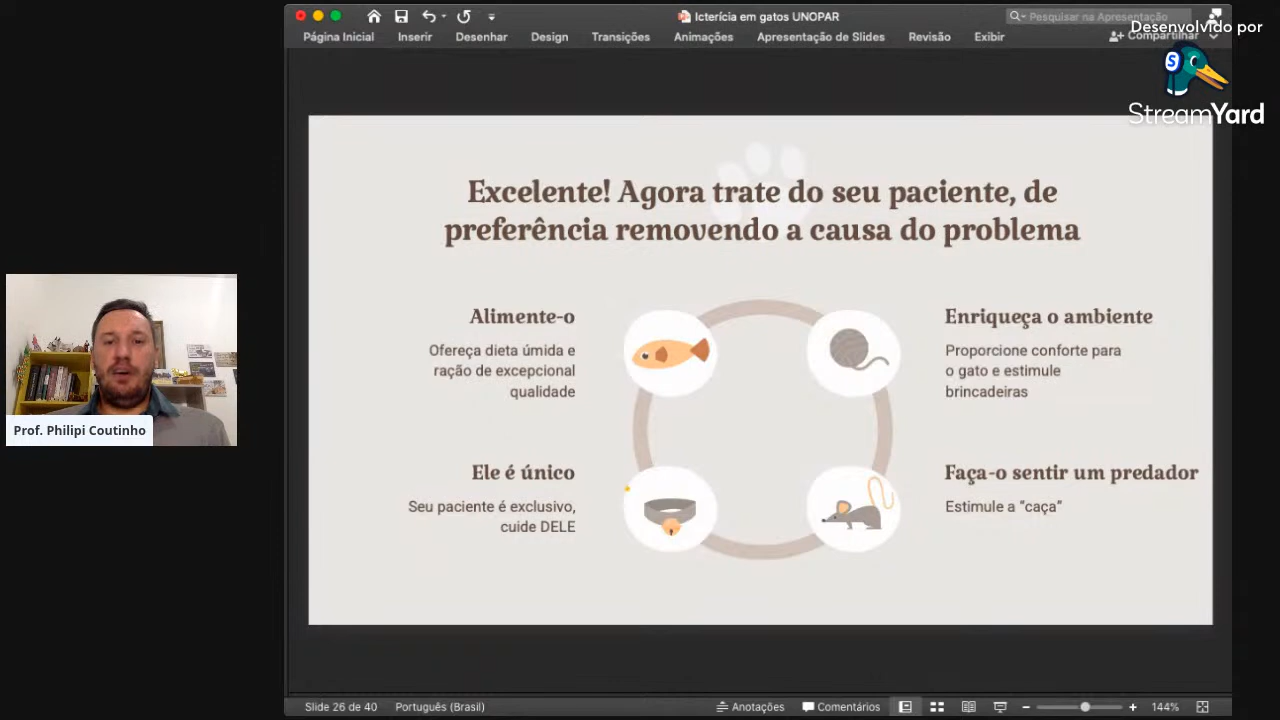 Icterícia em gatos UNOPAR
Pesquisar na Apresentação
Desenvolvido por
S
StreamYard
Página Inicial
Inserir
Desenhar
Design
Transições
Animações
Apresentação de Slides
Revisão
Exibir
Compartilhar
Excelente! Agora trate do seu paciente, de
preferência removendo a causa do problema
Alimente-o
Ofereça dieta úmida e
ração de excepcional
qualidade
Enriqueça o ambiente
Proporcione conforto para
o gato e estimule
brincadeiras
Ele é único
Seu paciente é exclusivo,
cuide DELE
Faça-o sentir um predador
Estimule a “caça”
Prof. Philipi Coutinho
Slide 26 de 40
Português (Brasil)
Anotações
Comentários
144%